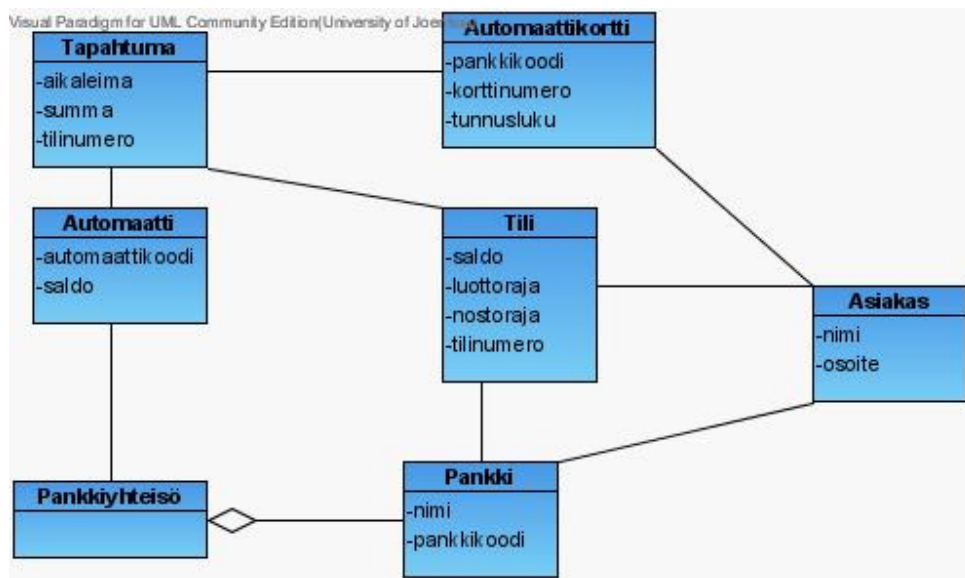 Visual Paradigm for UML Community Edition(University of Joensuu)
Tapahtuma
-aikaleima
-summa
-tilinumero
Automaattikortti
-pankkikoodi
-korttinumero
-tunnusluku
Automaatti
-automaattikoodi
-saldo
Tili
-saldo
-luottoraja
-nostoraja
-tilinumero
Asiakas
-nimi
-osoite
Pankkiyhteisö
Pankki
-nimi
-pankkikoodi